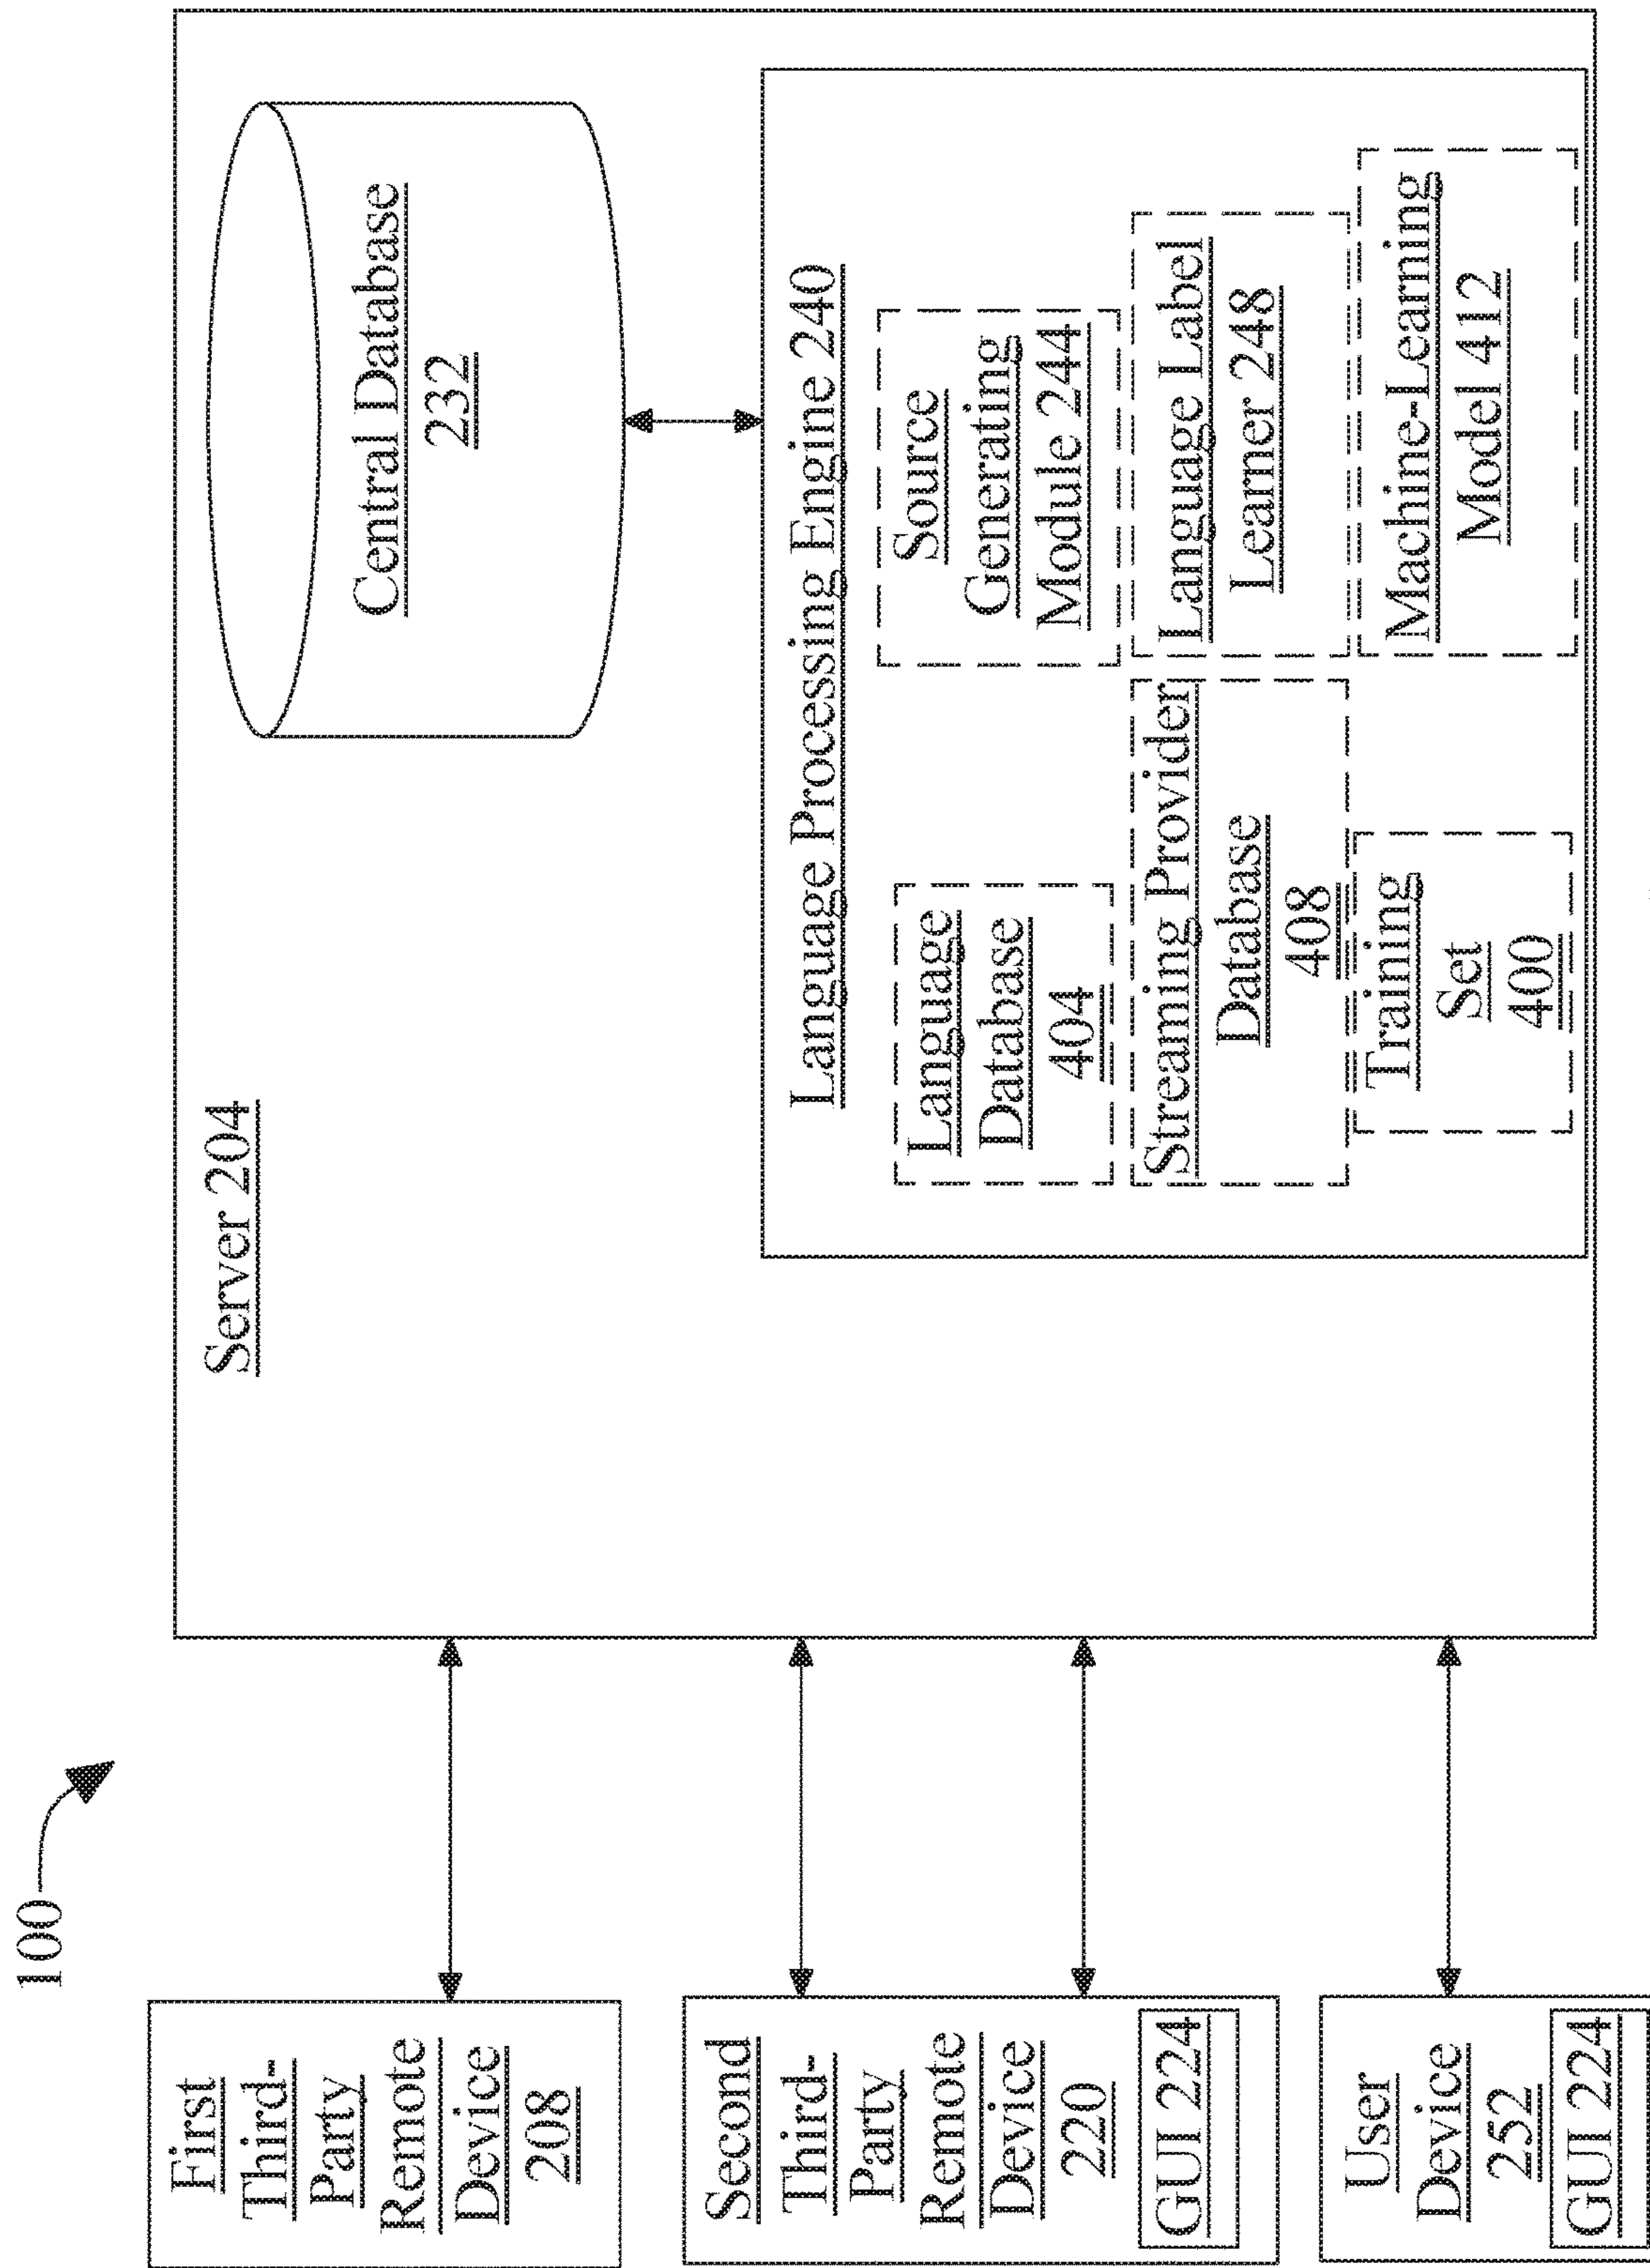 100
First
Third-
Party
Remote
Device
208
Second
Third-
Party
Remote
Device
220
GUI 224
User
Device
252
GUI 224
Server 204
Central Database
232
Language Processing Engine 240
Language
Database
404
Source
Generating
Module 244
Streaming Provider
Database
408
Language Label
Learner 248
Training
Set
400
Machine-Learning
Model 412